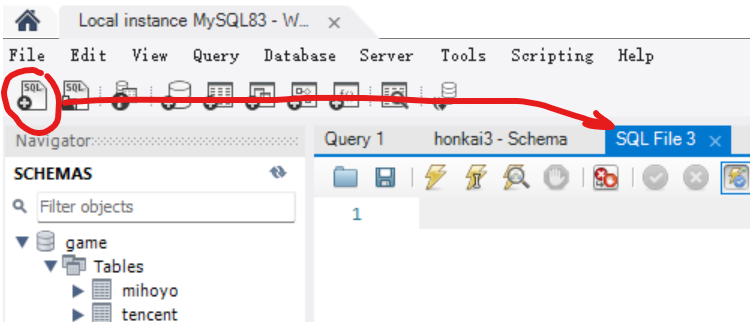 Local instance MySQL83 - W...
File Edit View Query Database Server Tools Scripting Help
SQL SQL
Navigator
Query 1 honkai3 - Schema SQL File 3
SCHEMAS
Filter objects
1
game
Tables
mihoyo
tencent